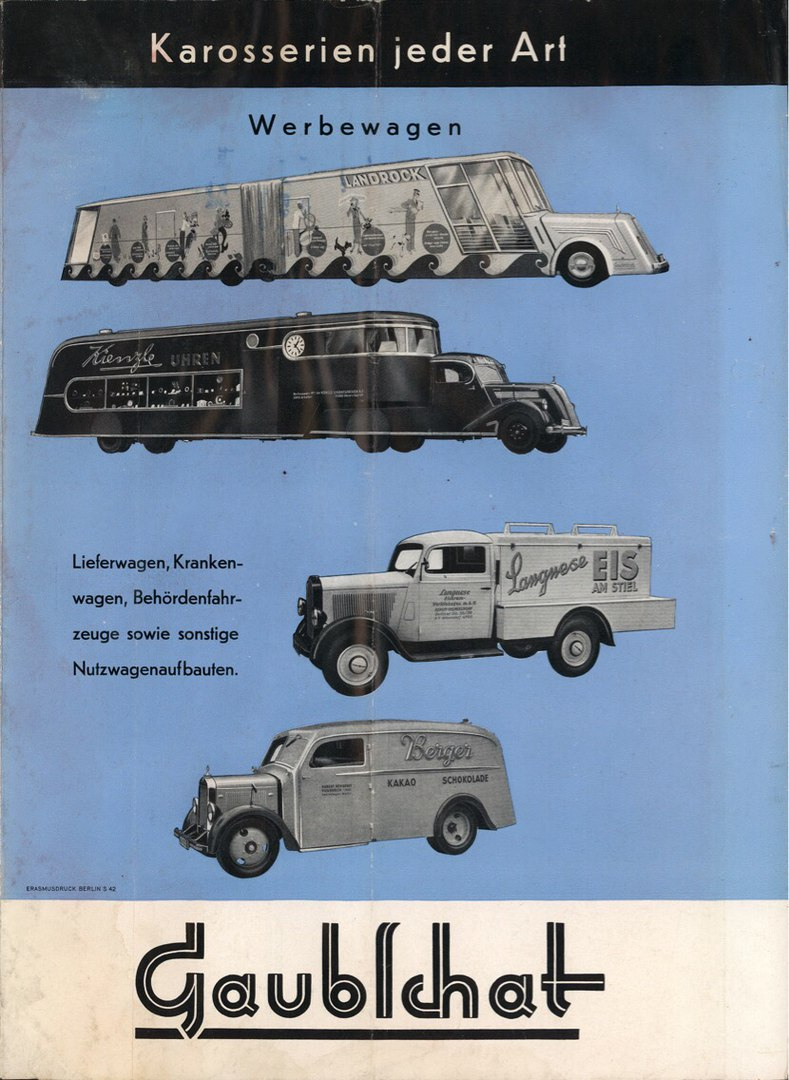 Karosserien jeder Art
Werbewagen
LANDROCK
Kienzle UHREN
Lieferwagen, Kranken-
wagen, Behördenfahr-
zeuge sowie sonstige
Nutzwagenaufbauten.
Langnese EIS
AM STIEL
Langnese
Berger
KAKAO SCHOKOLADE
ERASMUSDRUCK BERLIN S 42
Gaubſchat